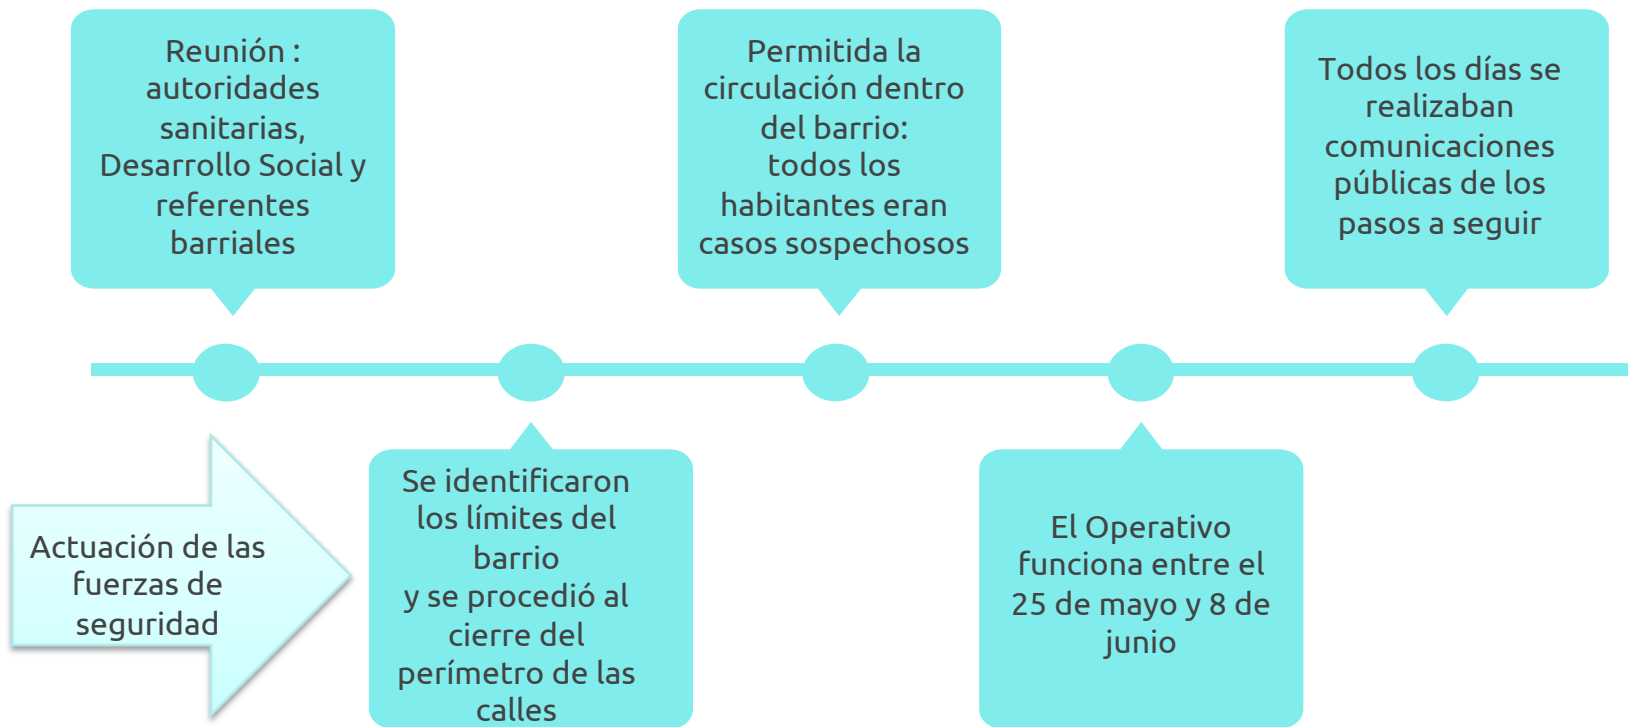 Reunión :
autoridades
sanitarias,
Desarrollo Social y
referentes
barriales
Permitida la
circulación dentro
del barrio:
todos los
habitantes eran
casos sospechosos
Todos los días se
realizaban
comunicaciones
públicas de los
pasos a seguir
Actuación de las
fuerzas de
seguridad
Se identificaron
los límites del
barrio
y se procedió al
cierre del
perímetro de las
calles
El Operativo
funciona entre el
25 de mayo y 8 de
junio